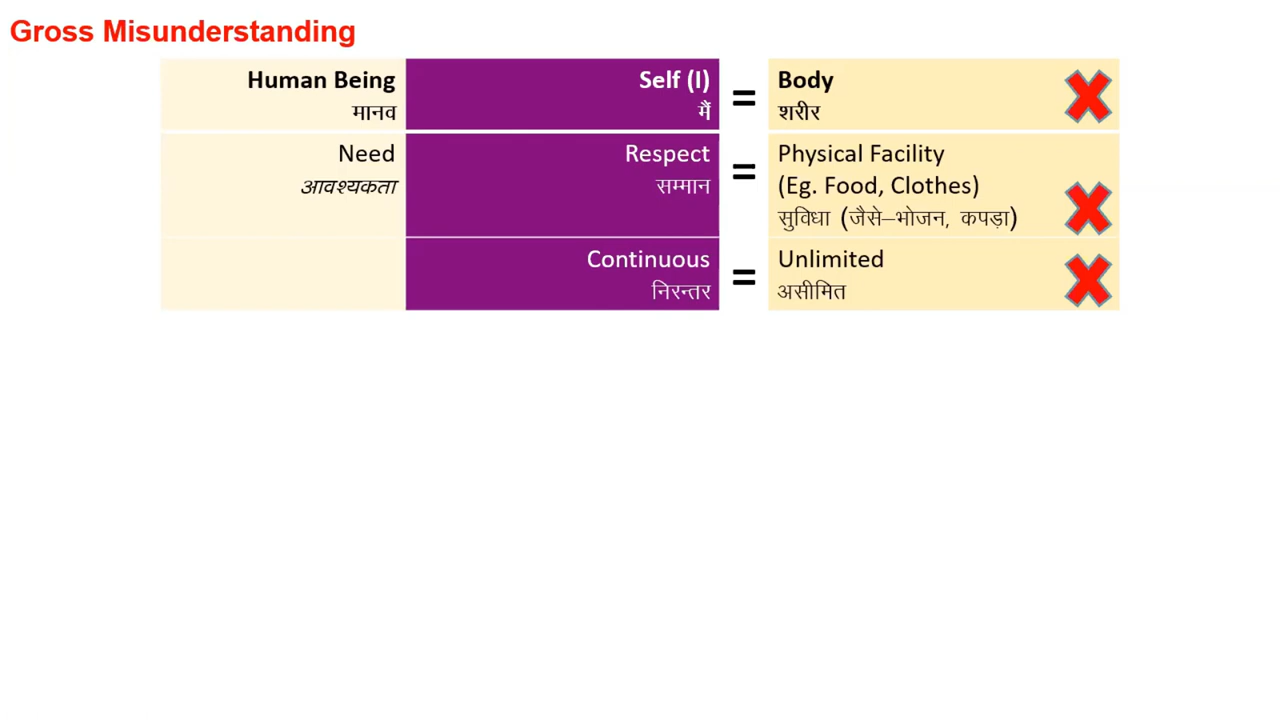 Gross Misunderstanding
Human Being
मानव
Self (I)
मैं
=
Body
शरीर
Need
आवश्यकता
Respect
सम्मान
=
Physical Facility
(Eg. Food, Clothes)
सुविधा (जैसे–भोजन, कपड़ा)
Continuous
निरन्तर
=
Unlimited
असीमित